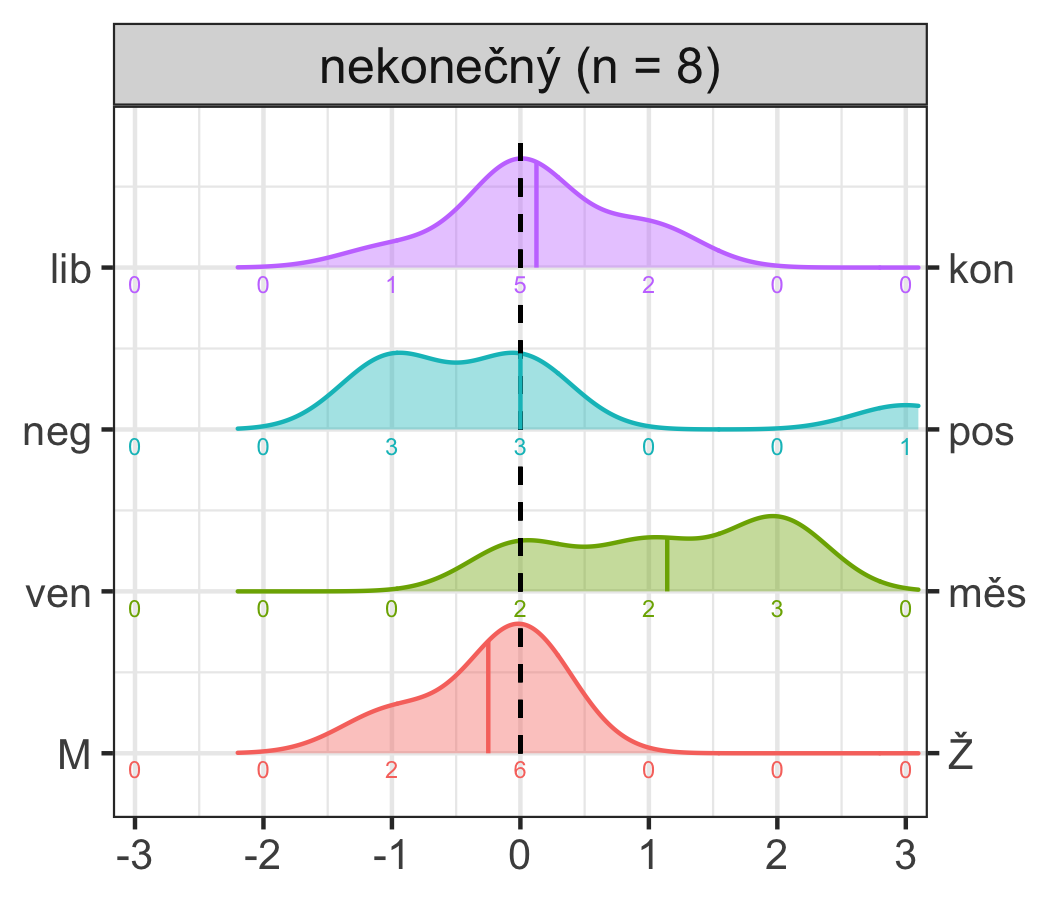 nekonečný (n = 8)
lib kon
0 0 1 5 2 0 0
neg pos
0 0 3 3 0 0 1
ven měs
0 0 0 2 2 3 0
M Ž
0 0 2 6 0 0 0
-3 -2 -1 0 1 2 3